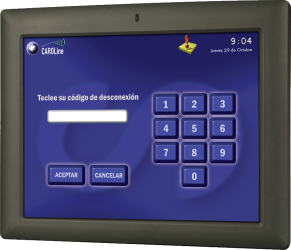 CAROLine
9:04
Jueves, 29 de Octubre
Teclee su código de desconexión
1 2 3
4 5 6
7 8 9
0
ACEPTAR CANCELAR